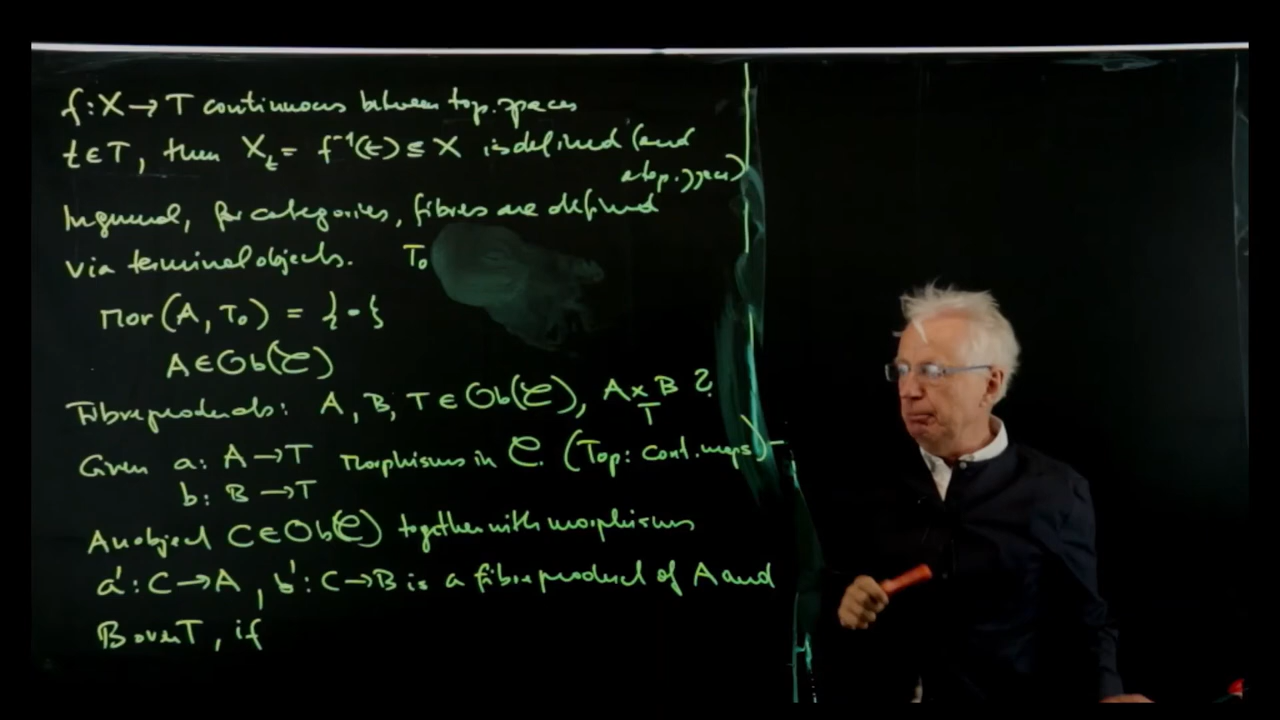 f: X → T continuous between top. spaces
t ∈ T, then X_t = f⁻¹(t) ⊆ X is defined (and
a top. space)
In general, for categories, fibres are defined
via terminal objects. T₀
Mor(A, T₀) = {·}
A ∈ Ob(𝒞)
Fibre products: A, B, T ∈ Ob(𝒞), A ×_T B ?
Given a: A → T morphisms in 𝒞. (Top: cont. maps)
b: B → T
An object C ∈ Ob(𝒞) together with morphisms
a': C → A, b': C → B is a fibre product of A and
B over T, if